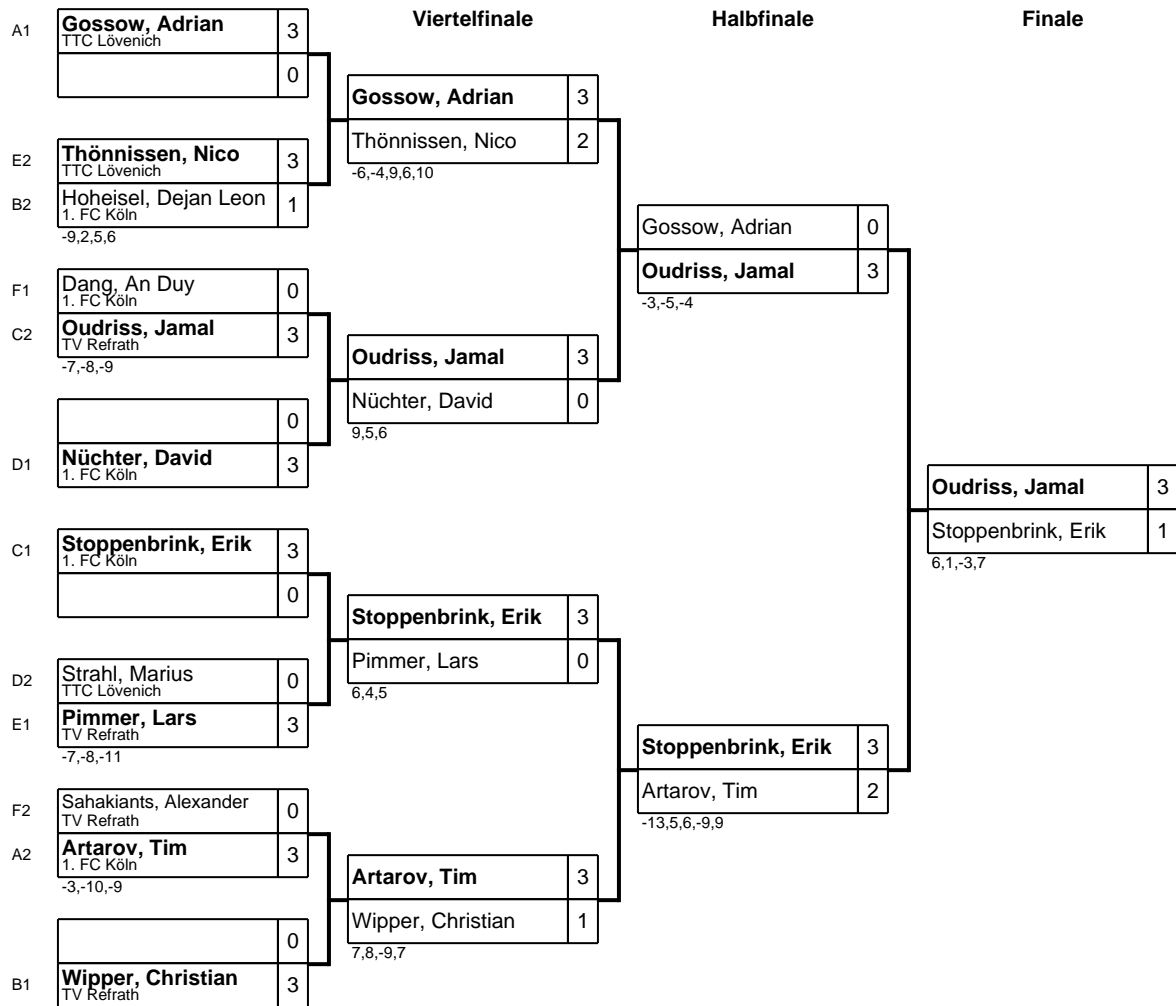 Viertelfinale
Halbfinale
Finale
A1
Gossow, Adrian
TTC Lövenich
3
0
E2
Thönnissen, Nico
TTC Lövenich
3
B2
Hoheisel, Dejan Leon
1. FC Köln
1
-9,2,5,6
F1
Dang, An Duy
1. FC Köln
0
C2
Oudriss, Jamal
TV Refrath
3
-7,-8,-9
0
D1
Nüchter, David
1. FC Köln
3
C1
Stoppenbrink, Erik
1. FC Köln
3
0
D2
Strahl, Marius
TTC Lövenich
0
E1
Pimmer, Lars
TV Refrath
3
-7,-8,-11
F2
Sahakiants, Alexander
TV Refrath
0
A2
Artarov, Tim
1. FC Köln
3
-3,-10,-9
0
B1
Wipper, Christian
TV Refrath
3
Gossow, Adrian
3
Thönnissen, Nico
2
-6,-4,9,6,10
Oudriss, Jamal
3
Nüchter, David
0
9,5,6
Stoppenbrink, Erik
3
Pimmer, Lars
0
6,4,5
Artarov, Tim
3
Wipper, Christian
1
7,8,-9,7
Gossow, Adrian
0
Oudriss, Jamal
3
-3,-5,-4
Stoppenbrink, Erik
3
Artarov, Tim
2
-13,5,6,-9,9
Oudriss, Jamal
3
Stoppenbrink, Erik
1
6,1,-3,7